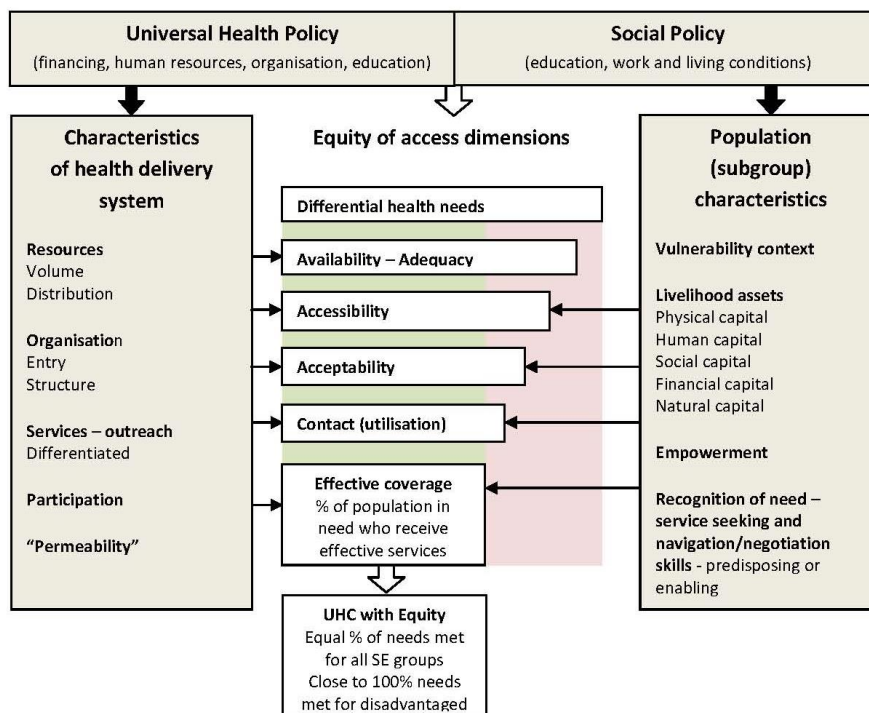 Universal Health Policy
(financing, human resources, organisation, education)
Social Policy
(education, work and living conditions)
Characteristics
of health delivery
system
Resources
Volume
Distribution
Organisation
Entry
Structure
Services – outreach
Differentiated
Participation
“Permeability”
Equity of access dimensions
Differential health needs
Availability – Adequacy
Accessibility
Acceptability
Contact (utilisation)
Effective coverage
% of population in
need who receive
effective services
UHC with Equity
Equal % of needs met
for all SE groups
Close to 100% needs
met for disadvantaged
Population
(subgroup)
characteristics
Vulnerability context
Livelihood assets
Physical capital
Human capital
Social capital
Financial capital
Natural capital
Empowerment
Recognition of need –
service seeking and
navigation/negotiation
skills - predisposing or
enabling